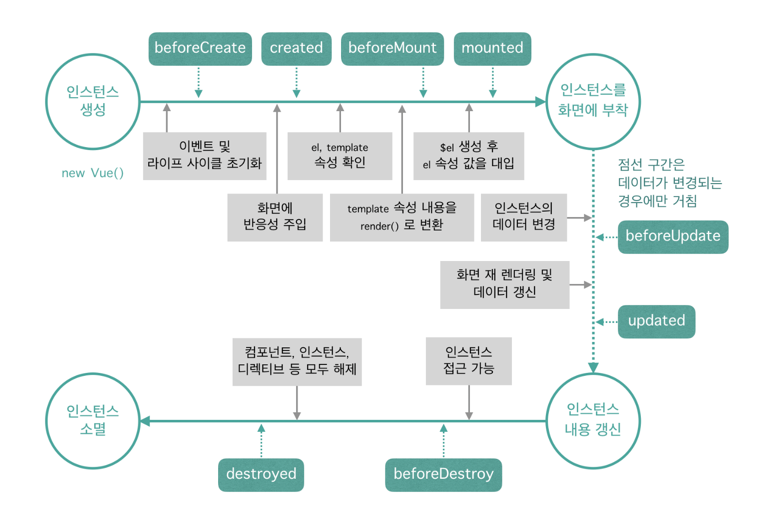 beforeCreate
created
beforeMount
mounted
인스턴스
생성
인스턴스를
화면에 부착
new Vue()
이벤트 및
라이프 사이클 초기화
el, template
속성 확인
$el 생성 후
el 속성 값을 대입
화면에
반응성 주입
template 속성 내용을
render() 로 변환
인스턴스의
데이터 변경
점선 구간은
데이터가 변경되는
경우에만 거침
beforeUpdate
화면 재 렌더링 및
데이터 갱신
updated
컴포넌트, 인스턴스,
디렉티브 등 모두 해제
인스턴스
접근 가능
인스턴스
소멸
인스턴스
내용 갱신
destroyed
beforeDestroy